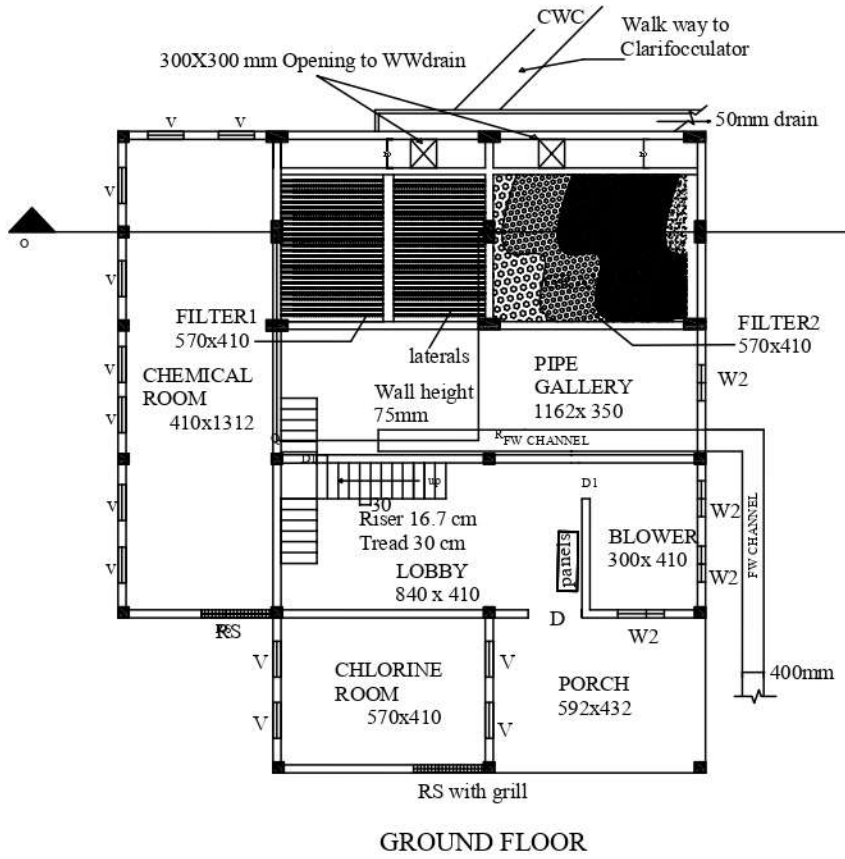 CWC
Walk way to
Clarifocculator
300X300 mm Opening to WWdrain
50mm drain
V
V
V
O
V
FILTER1
570x410
laterals
FILTER2
570x410
V
CHEMICAL
ROOM
410x1312
Wall height
75mm
PIPE
GALLERY
1162x 350
W2
V
R
FW CHANNEL
D1
up
D1
V
30
Riser 16.7 cm
Tread 30 cm
LOBBY
840 x 410
panels
BLOWER
300x 410
W2
FW CHANNEL
V
W2
RS
D
W2
V
V
CHLORINE
ROOM
570x410
V
V
PORCH
592x432
400mm
RS with grill
GROUND FLOOR